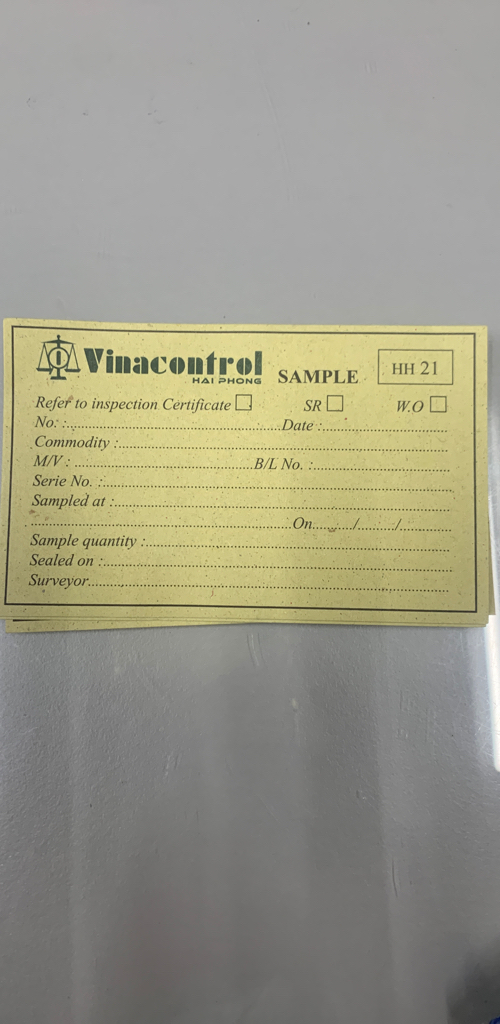 Vinacontrol
HAI PHONG
SAMPLE
HH 21
Refer to inspection Certificate ☐ SR ☐ W.O ☐
No: :..........................................Date :..........................
Commodity :....................................................................
M/V : .......................................B/L No. :............................
Serie No. :.....................................................................
Sampled at :....................................................................
...............................................................On........../........./..............
Sample quantity :...............................................................
Sealed on :.....................................................................
Surveyor........................................................................